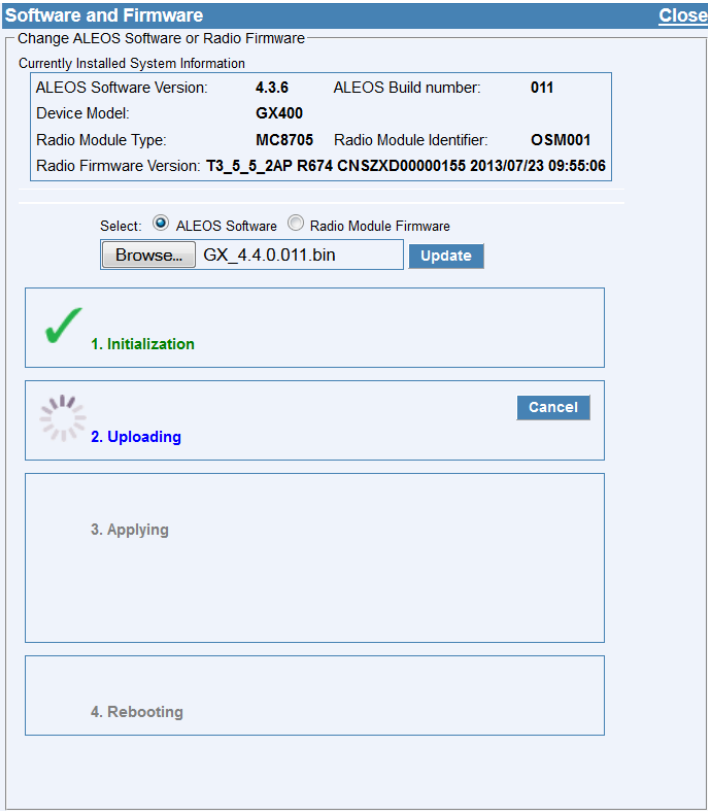 Software and Firmware Close
Change ALEOS Software or Radio Firmware
Currently Installed System Information
ALEOS Software Version: 4.3.6 ALEOS Build number: 011
Device Model: GX400
Radio Module Type: MC8705 Radio Module Identifier: OSM001
Radio Firmware Version: T3_5_5_2AP R674 CNSZXD00000155 2013/07/23 09:55:06
Select: ALEOS Software Radio Module Firmware
Browse... GX_4.4.0.011.bin Update
1. Initialization
Cancel
2. Uploading
3. Applying
4. Rebooting